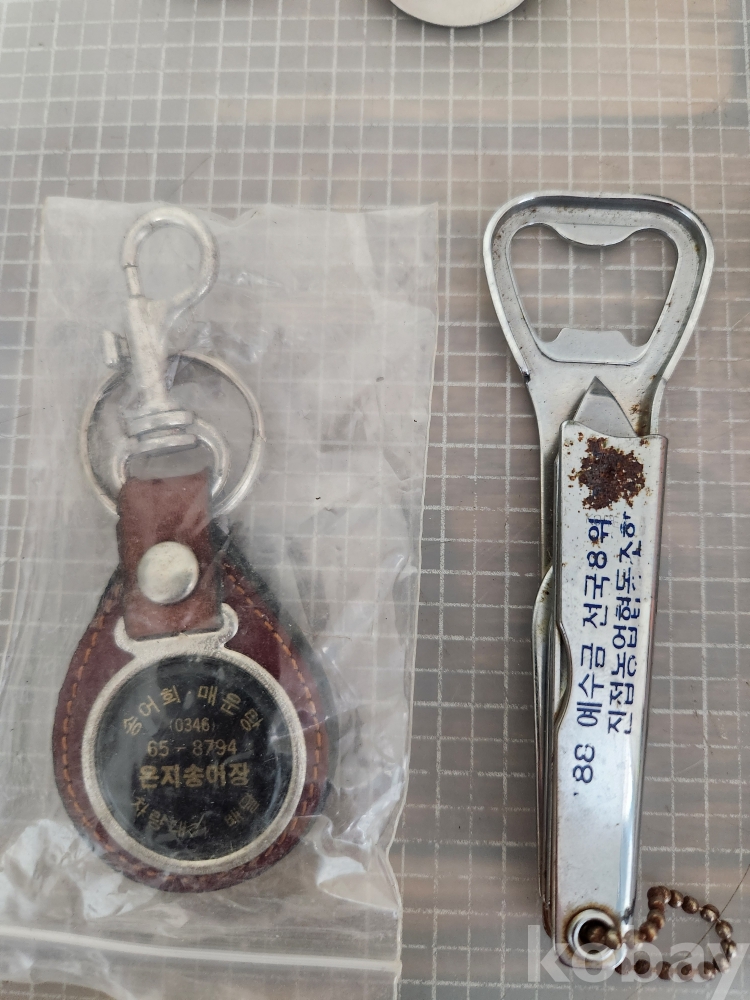 송어회·매운탕
(0346)
65-8794
온지송어장
'88 예수금 전국8위
진접농업협동조합
kobay